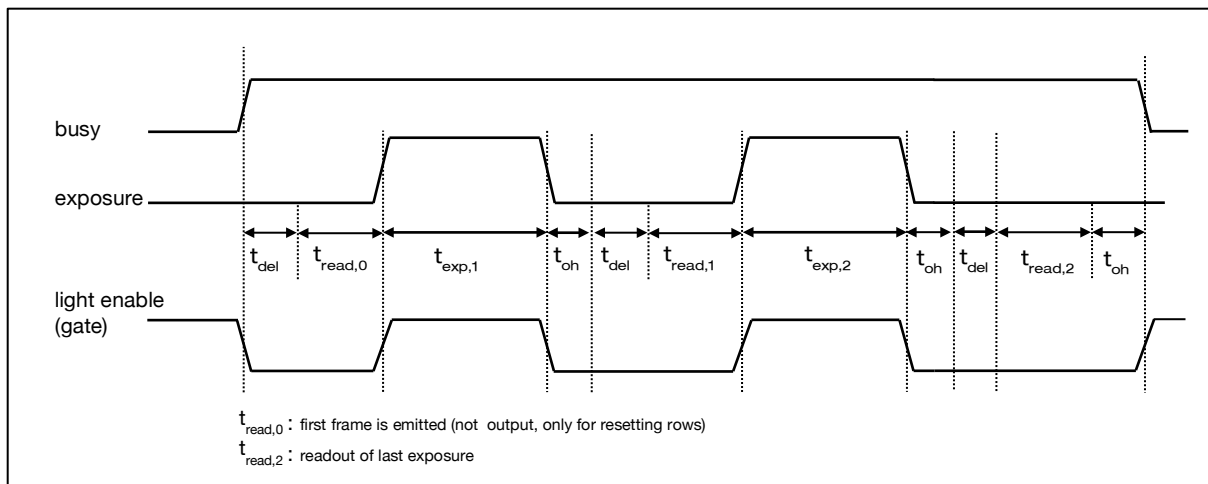 busy
exposure
t_del t_read,0 t_exp,1 t_oh t_del t_read,1 t_exp,2 t_oh t_del t_read,2 t_oh
light enable
(gate)
t_read,0 : first frame is emitted (not output, only for resetting rows)
t_read,2 : readout of last exposure